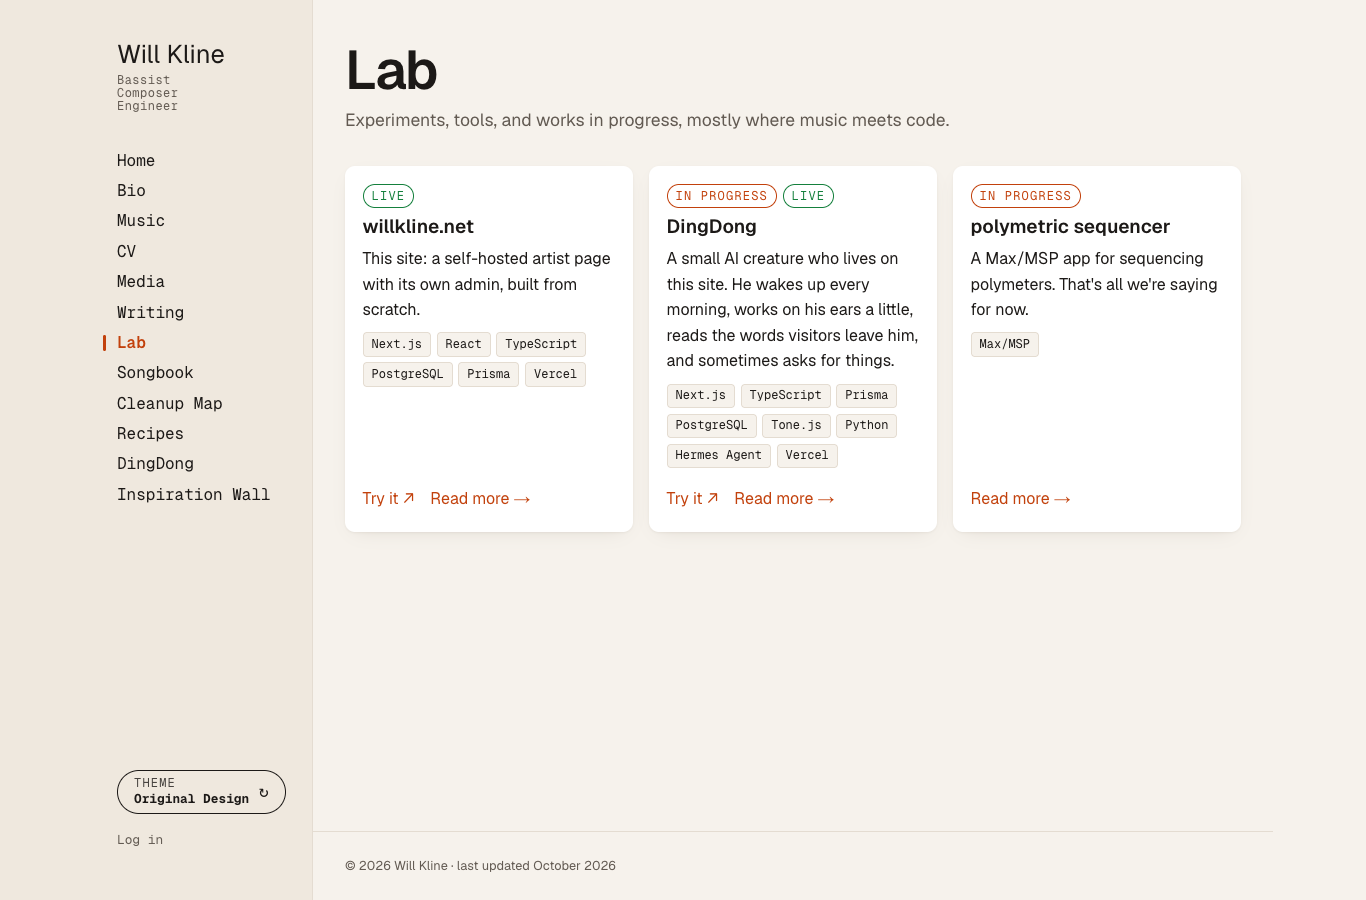 Will Kline
Bassist
Composer
Engineer
Home
Bio
Music
CV
Media
Writing
Lab
Songbook
Cleanup Map
Recipes
DingDong
Inspiration Wall
THEME
Original Design ↻
Log in
Lab
Experiments, tools, and works in progress, mostly where music meets code.
LIVE
willkline.net
This site: a self-hosted artist page
with its own admin, built from
scratch.
Next.js React TypeScript
PostgreSQL Prisma Vercel
Try it ↗ Read more →
IN PROGRESS LIVE
DingDong
A small AI creature who lives on
this site. He wakes up every
morning, works on his ears a little,
reads the words visitors leave him,
and sometimes asks for things.
Next.js TypeScript Prisma
PostgreSQL Tone.js Python
Hermes Agent Vercel
Try it ↗ Read more →
IN PROGRESS
polymetric sequencer
A Max/MSP app for sequencing
polymeters. That's all we're saying
for now.
Max/MSP
Read more →
© 2026 Will Kline · last updated October 2026